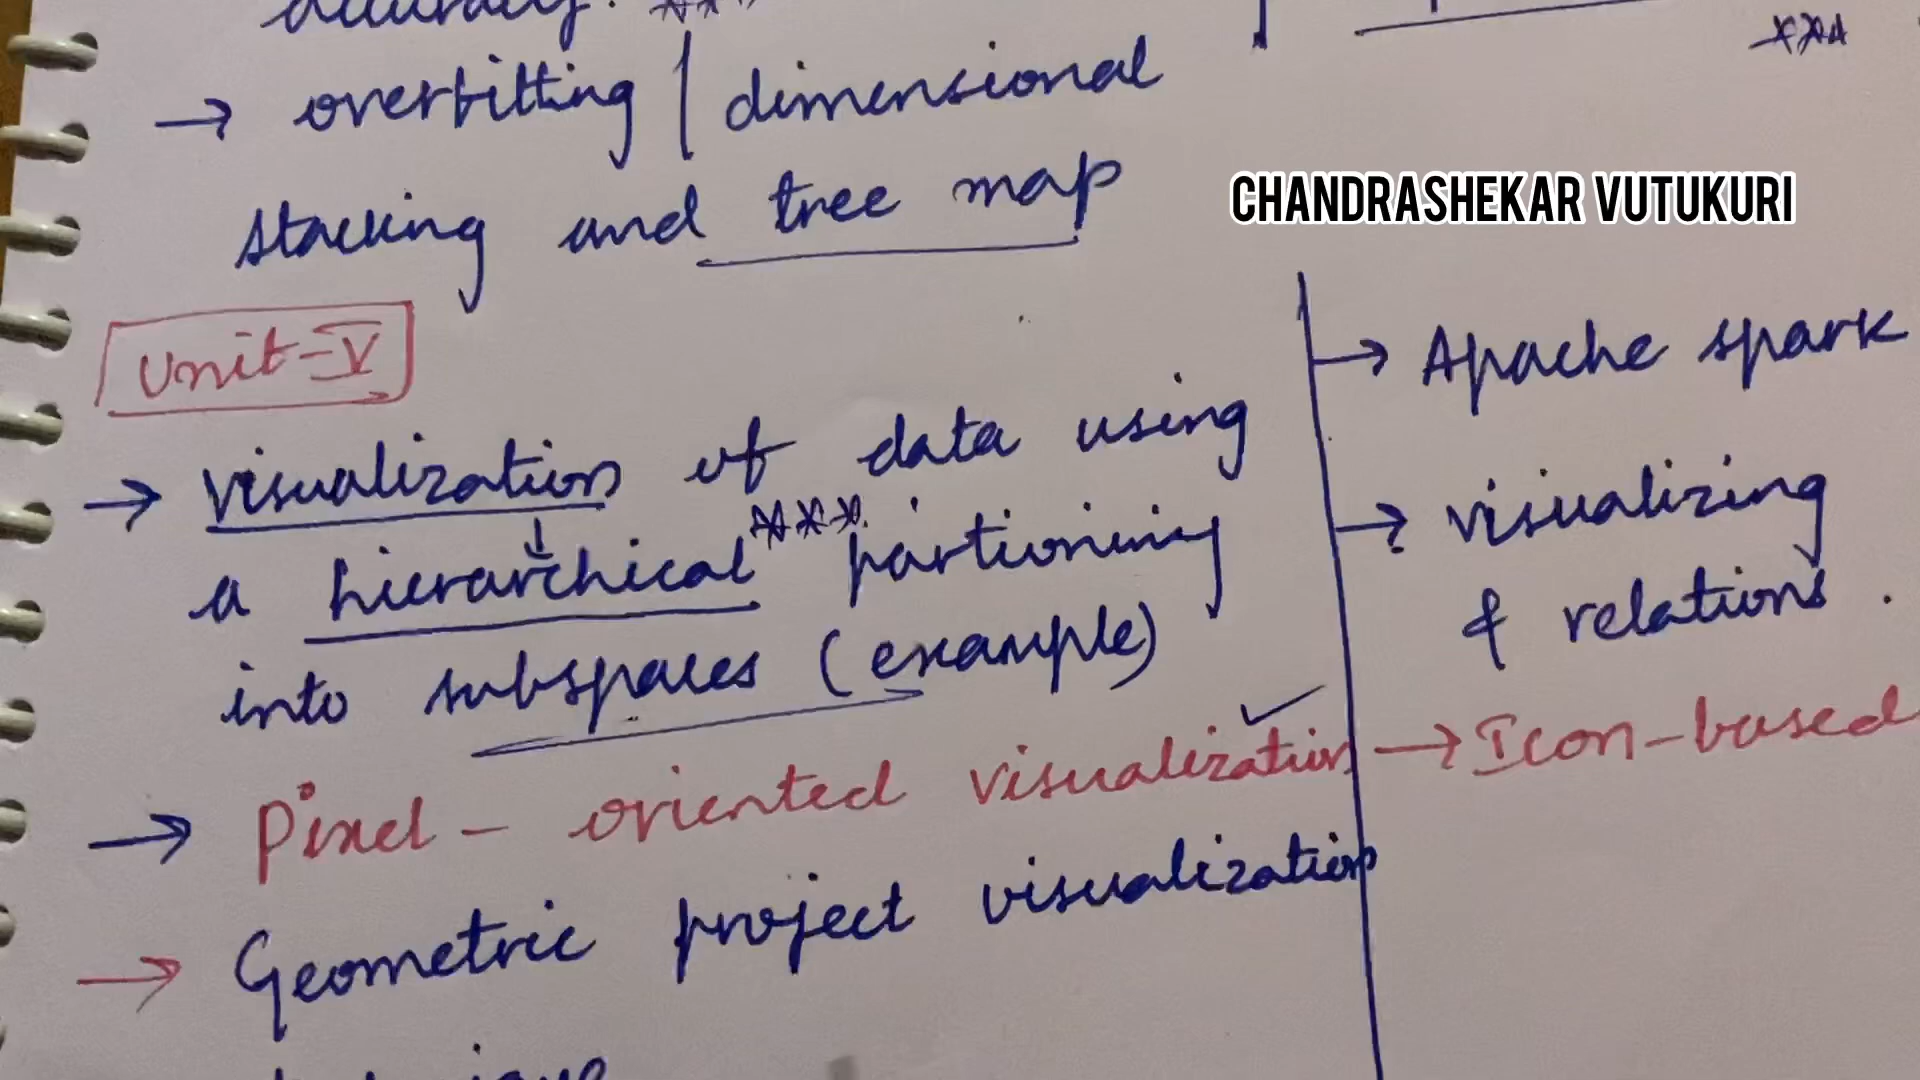 accuracy. ***
→ overfitting | dimensional
stacking and tree map
***
CHANDRASHEKAR VUTUKURI
Unit-V
→ visualization of data using
a hierarchical *** partioning
into subspaces (example)
→ Pixel - oriented visualization ✓
→ Geometric project visualization
→ Apache spark
→ visualizing
& relations.
→ Icon-based